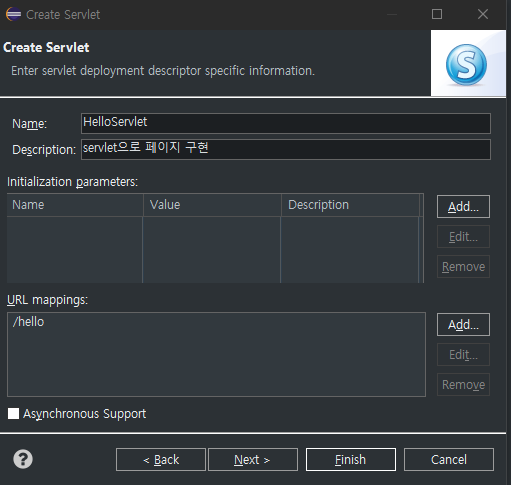 Create Servlet
Create Servlet
Enter servlet deployment descriptor specific information.
S
Name: HelloServlet
Description: servlet으로 페이지 구현
Initialization parameters:
Name Value Description
Add...
Edit...
Remove
URL mappings:
/hello
Add...
Edit...
Remove
Asynchronous Support
?
< Back Next > Finish Cancel